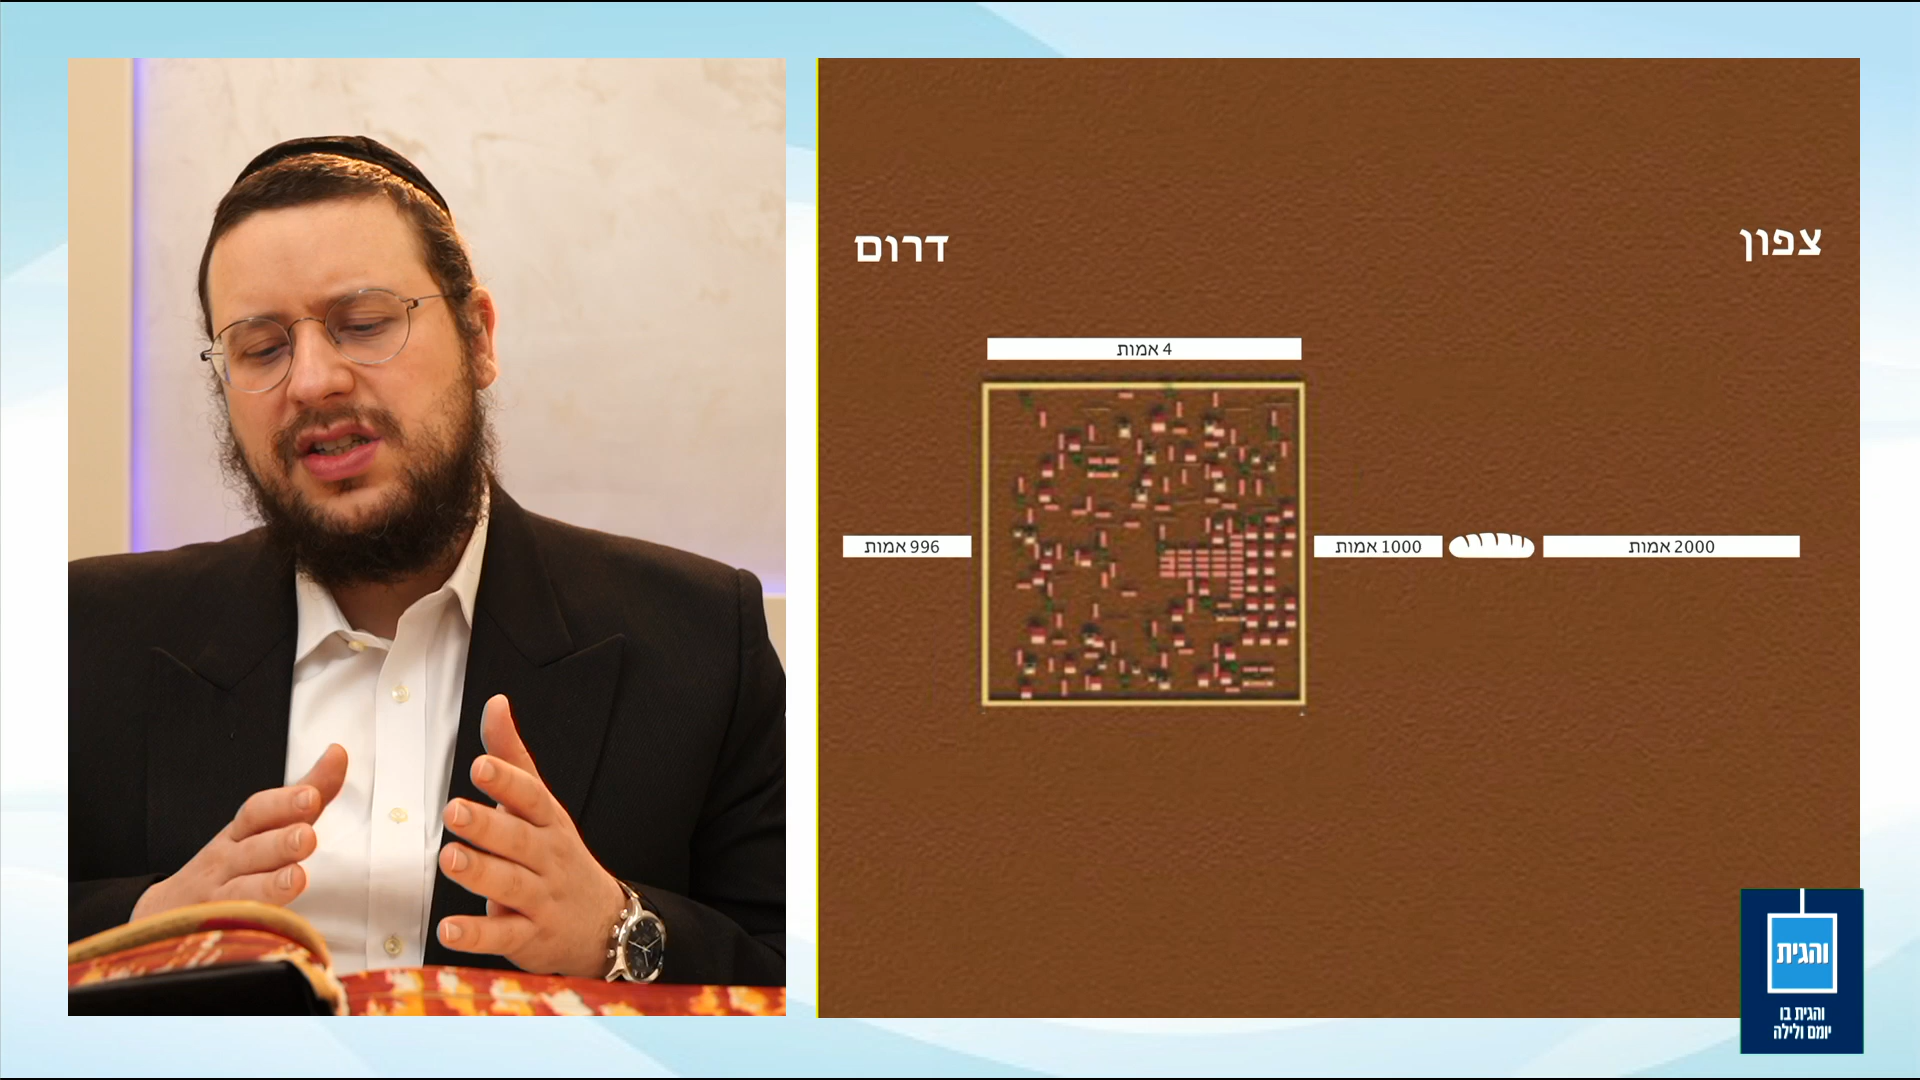 צפון
דרום
4 אמות
996 אמות
1000 אמות
2000 אמות
והגית
והגית בו
יומם ולילה